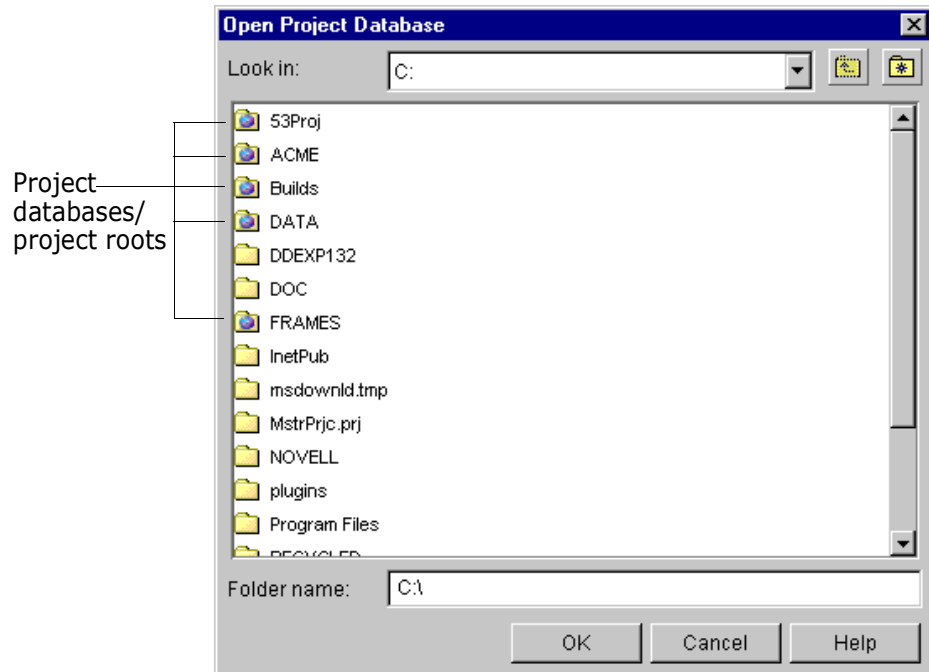 Open Project Database
Look in:
C:
53Proj
ACME
Builds
DATA
DDEXP132
DOC
FRAMES
InetPub
msdownld.tmp
MstrPrjc.prj
NOVELL
plugins
Program Files
RECYCLED
Project
databases/
project roots
Folder name:
C:\
OK
Cancel
Help